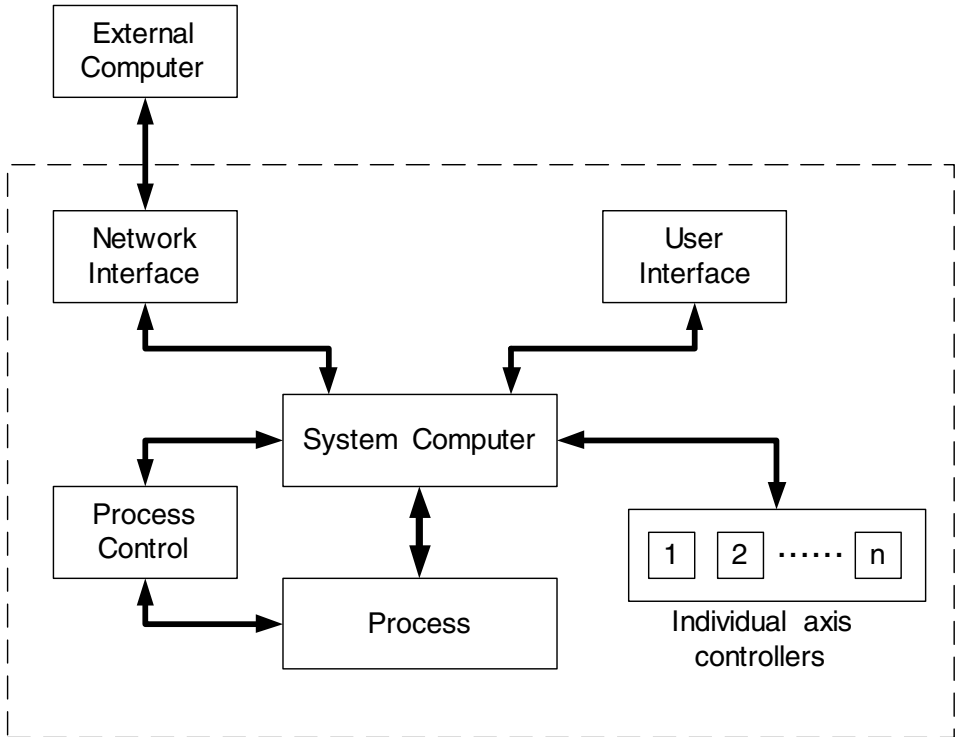 External
Computer
Network
Interface
User
Interface
System Computer
Process
Control
1 2 ...... n
Process
Individual axis
controllers